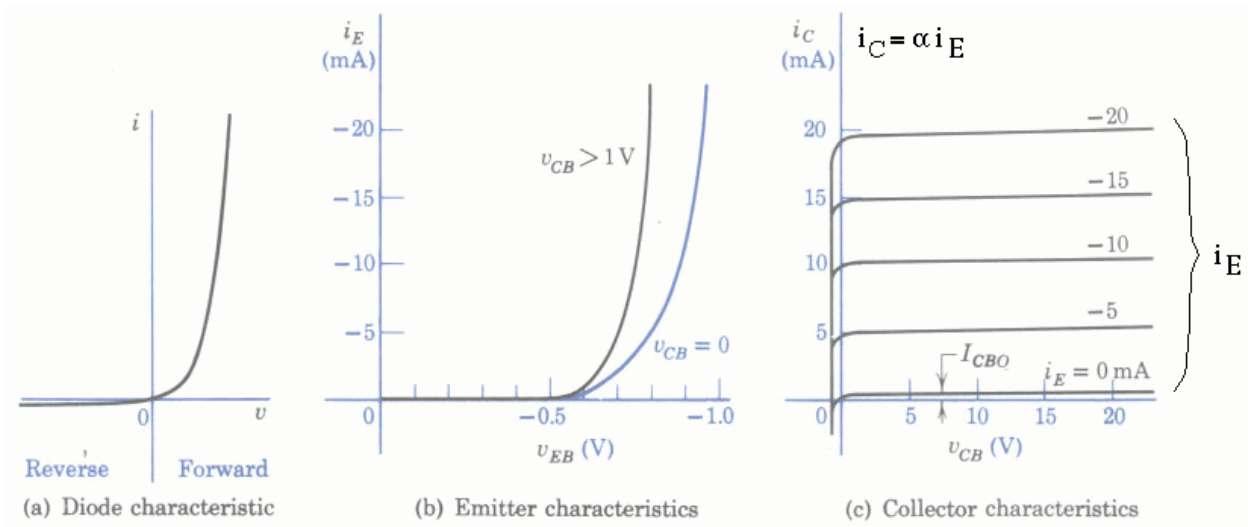 i
0
v
Reverse
Forward
(a) Diode characteristic
i_E
(mA)
−20
−15
−10
−5
0
v_CB > 1 V
v_CB = 0
−0.5
−1.0
v_EB (V)
(b) Emitter characteristics
i_C
(mA)
i_C = α i_E
20
15
10
5
0
−20
−15
−10
−5
i_E = 0 mA
I_CBO
i_E
5
10
15
20
v_CB (V)
(c) Collector characteristics